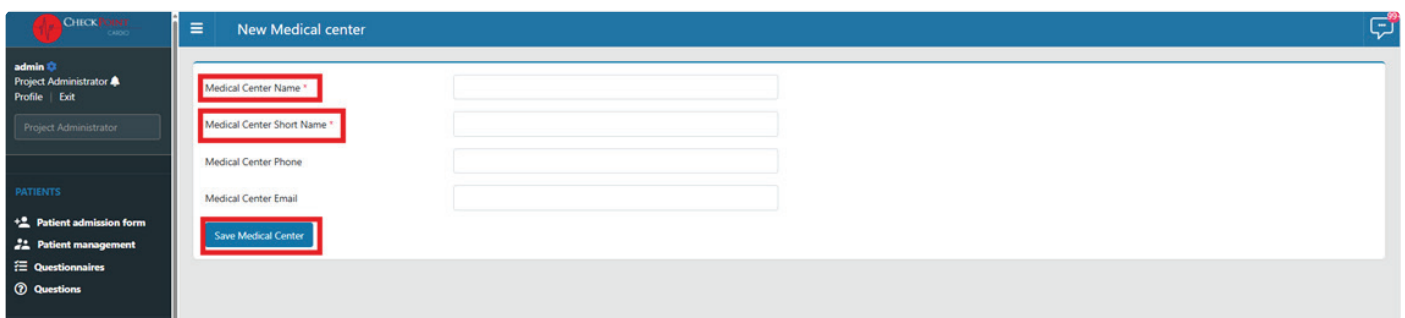 CHECKPOINT
CARDIO
New Medical center
99+
admin
Project Administrator
Profile | Exit
Project Administrator
PATIENTS
Patient admission form
Patient management
Questionnaires
Questions
Medical Center Name *
Medical Center Short Name *
Medical Center Phone
Medical Center Email
Save Medical Center